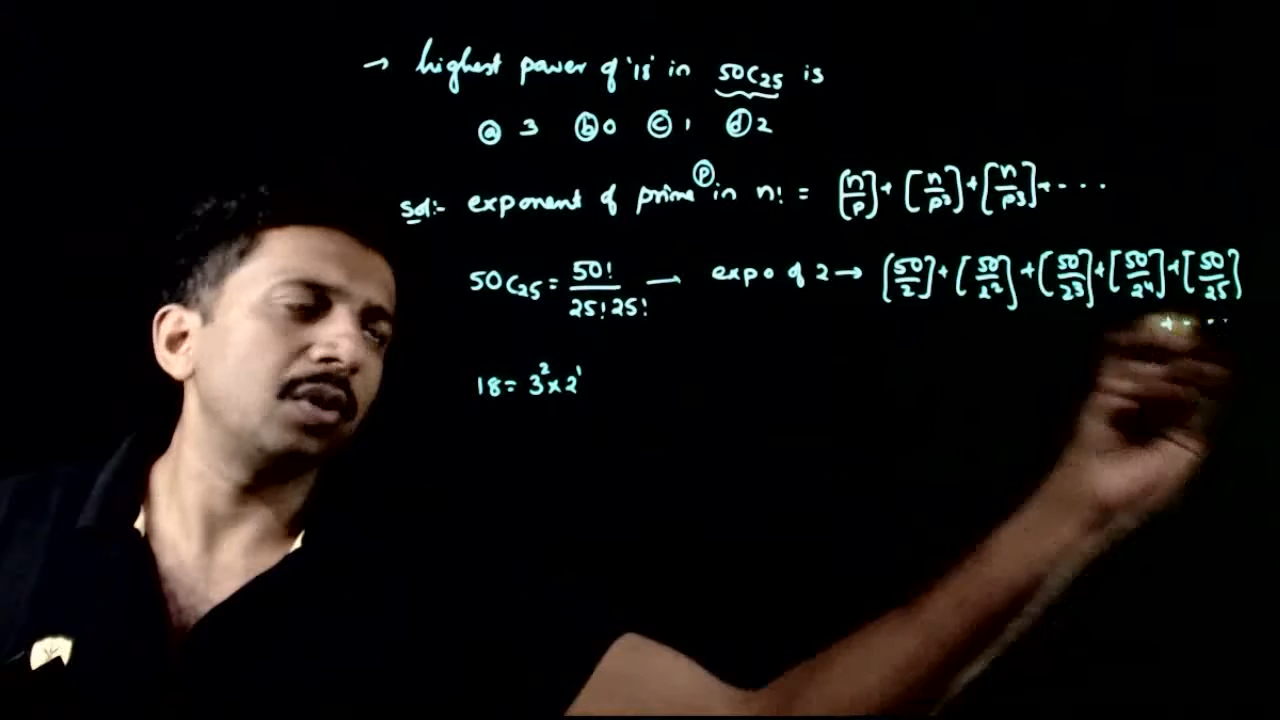 → highest power of '18' in 50C25 is
ⓐ 3 ⓑ 0 ⓒ 1 ⓓ 2
Sol:- exponent of prime ⓟ in n! = [n/p] + [n/p²] + [n/p³] + ....
50C25 = 50!/25!25! → expo of 2 → [50/2] + [50/2²] + [50/2³] + [50/2⁴] + [50/2⁵]
+ ....
18 = 3² × 2¹